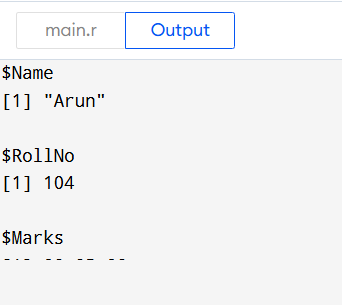 main.r
Output
$Name
[1] "Arun"
$RollNo
[1] 104
$Marks